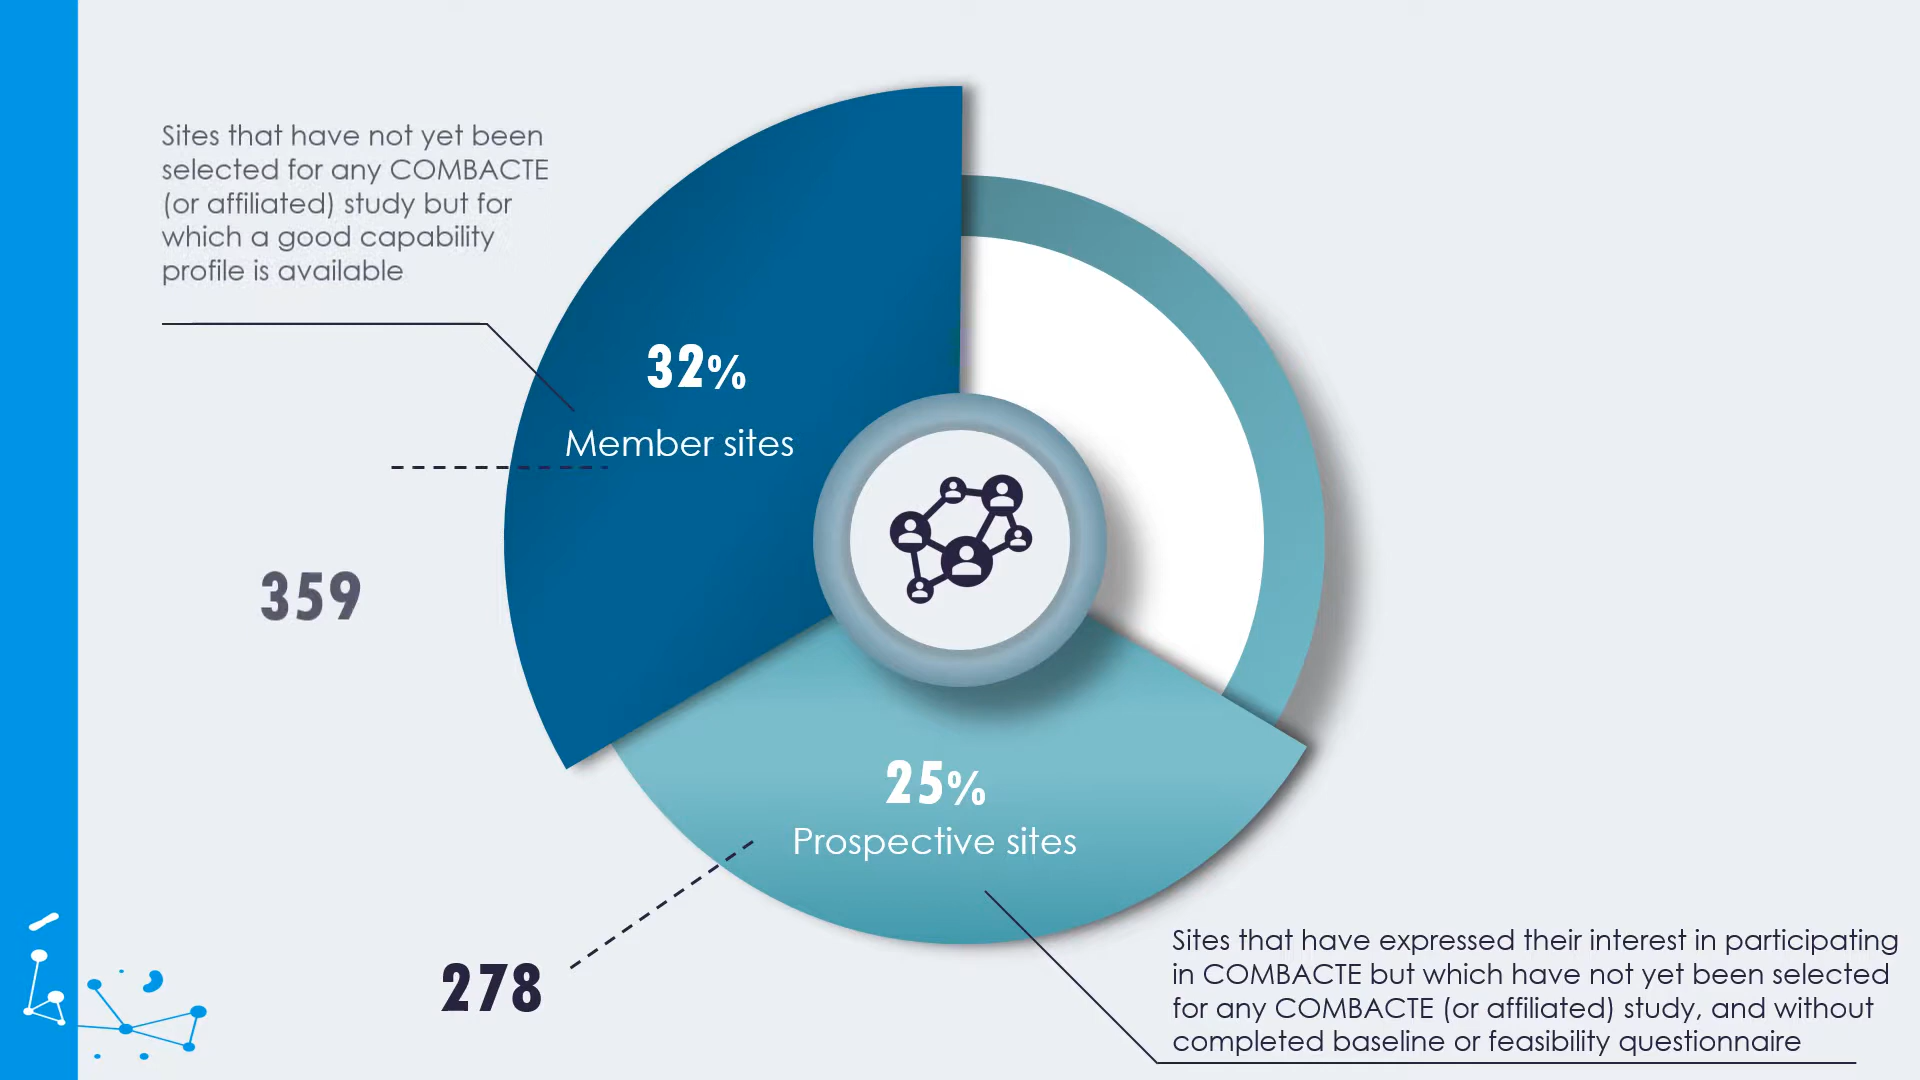 Sites that have not yet been
selected for any COMBACTE
(or affiliated) study but for
which a good capability
profile is available
32%
Member sites
359
25%
Prospective sites
278
Sites that have expressed their interest in participating
in COMBACTE but which have not yet been selected
for any COMBACTE (or affiliated) study, and without
completed baseline or feasibility questionnaire